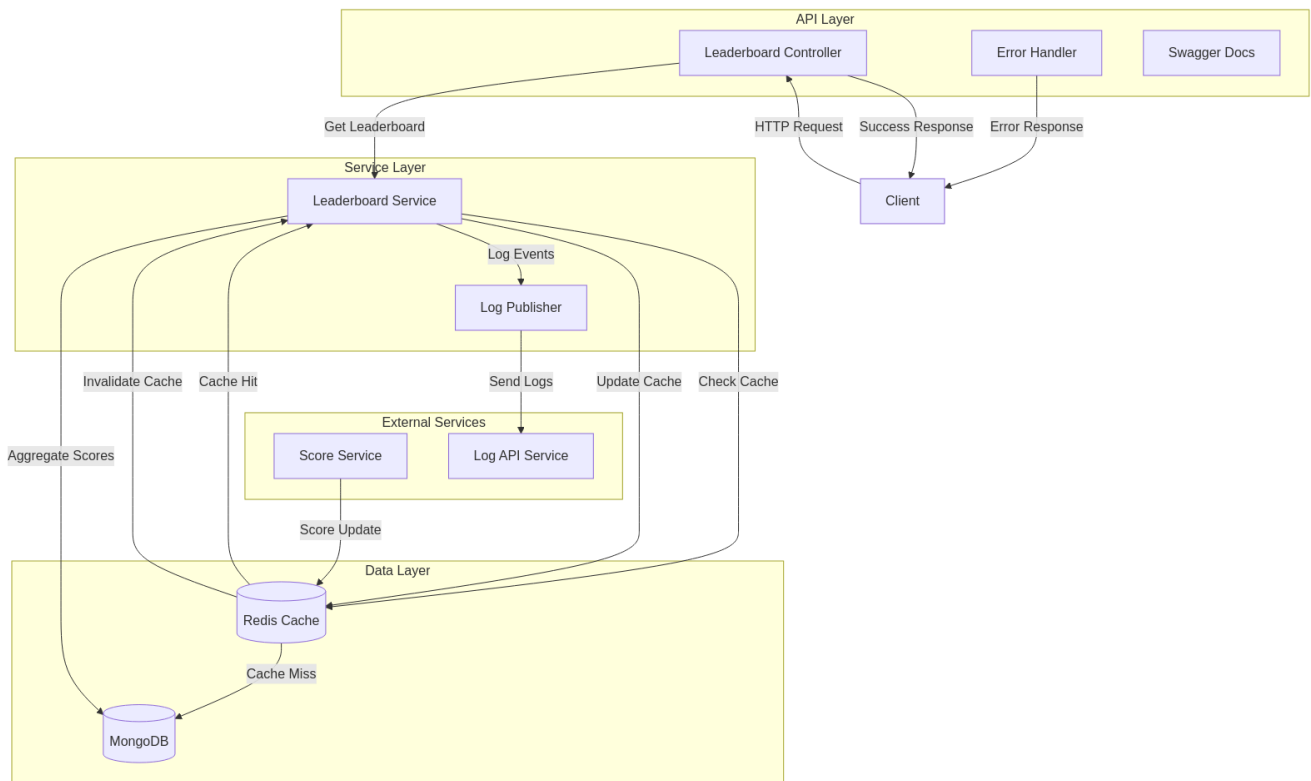 API Layer
Leaderboard Controller
Error Handler
Swagger Docs
Get Leaderboard
HTTP Request
Success Response
Error Response
Service Layer
Leaderboard Service
Client
Log Events
Log Publisher
Invalidate Cache
Cache Hit
Send Logs
Update Cache
Check Cache
External Services
Aggregate Scores
Score Service
Log API Service
Score Update
Data Layer
Redis Cache
Cache Miss
MongoDB